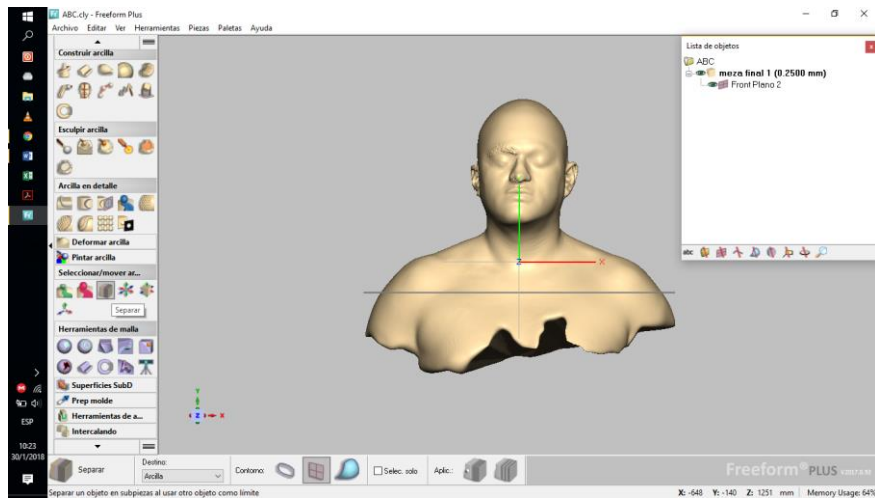 ABC.cly - Freeform Plus
Archivo Editar Ver Herramientas Piezas Paletas Ayuda
Construir arcilla
Esculpir arcilla
Arcilla en detalle
Deformar arcilla
Pintar arcilla
Seleccionar/mover ar...
Separar
Herramientas de malla
Superficies SubD
Prep molde
Herramientas de a...
Intercalando
Lista de objetos
ABC
moza final 1 (0.2500 mm)
Front Plano 2
abc
Z
X
Y
Z
X
ESP
10:23
30/1/2018
Separar
Destino:
Arcilla
Contorno:
Selec. solo
Aplic.:
Freeform® PLUS
Separar un objeto en subpiezas al usar otro objeto como límite
X: -648 Y: -140 Z: 1251 mm
Memory Usage: 64%